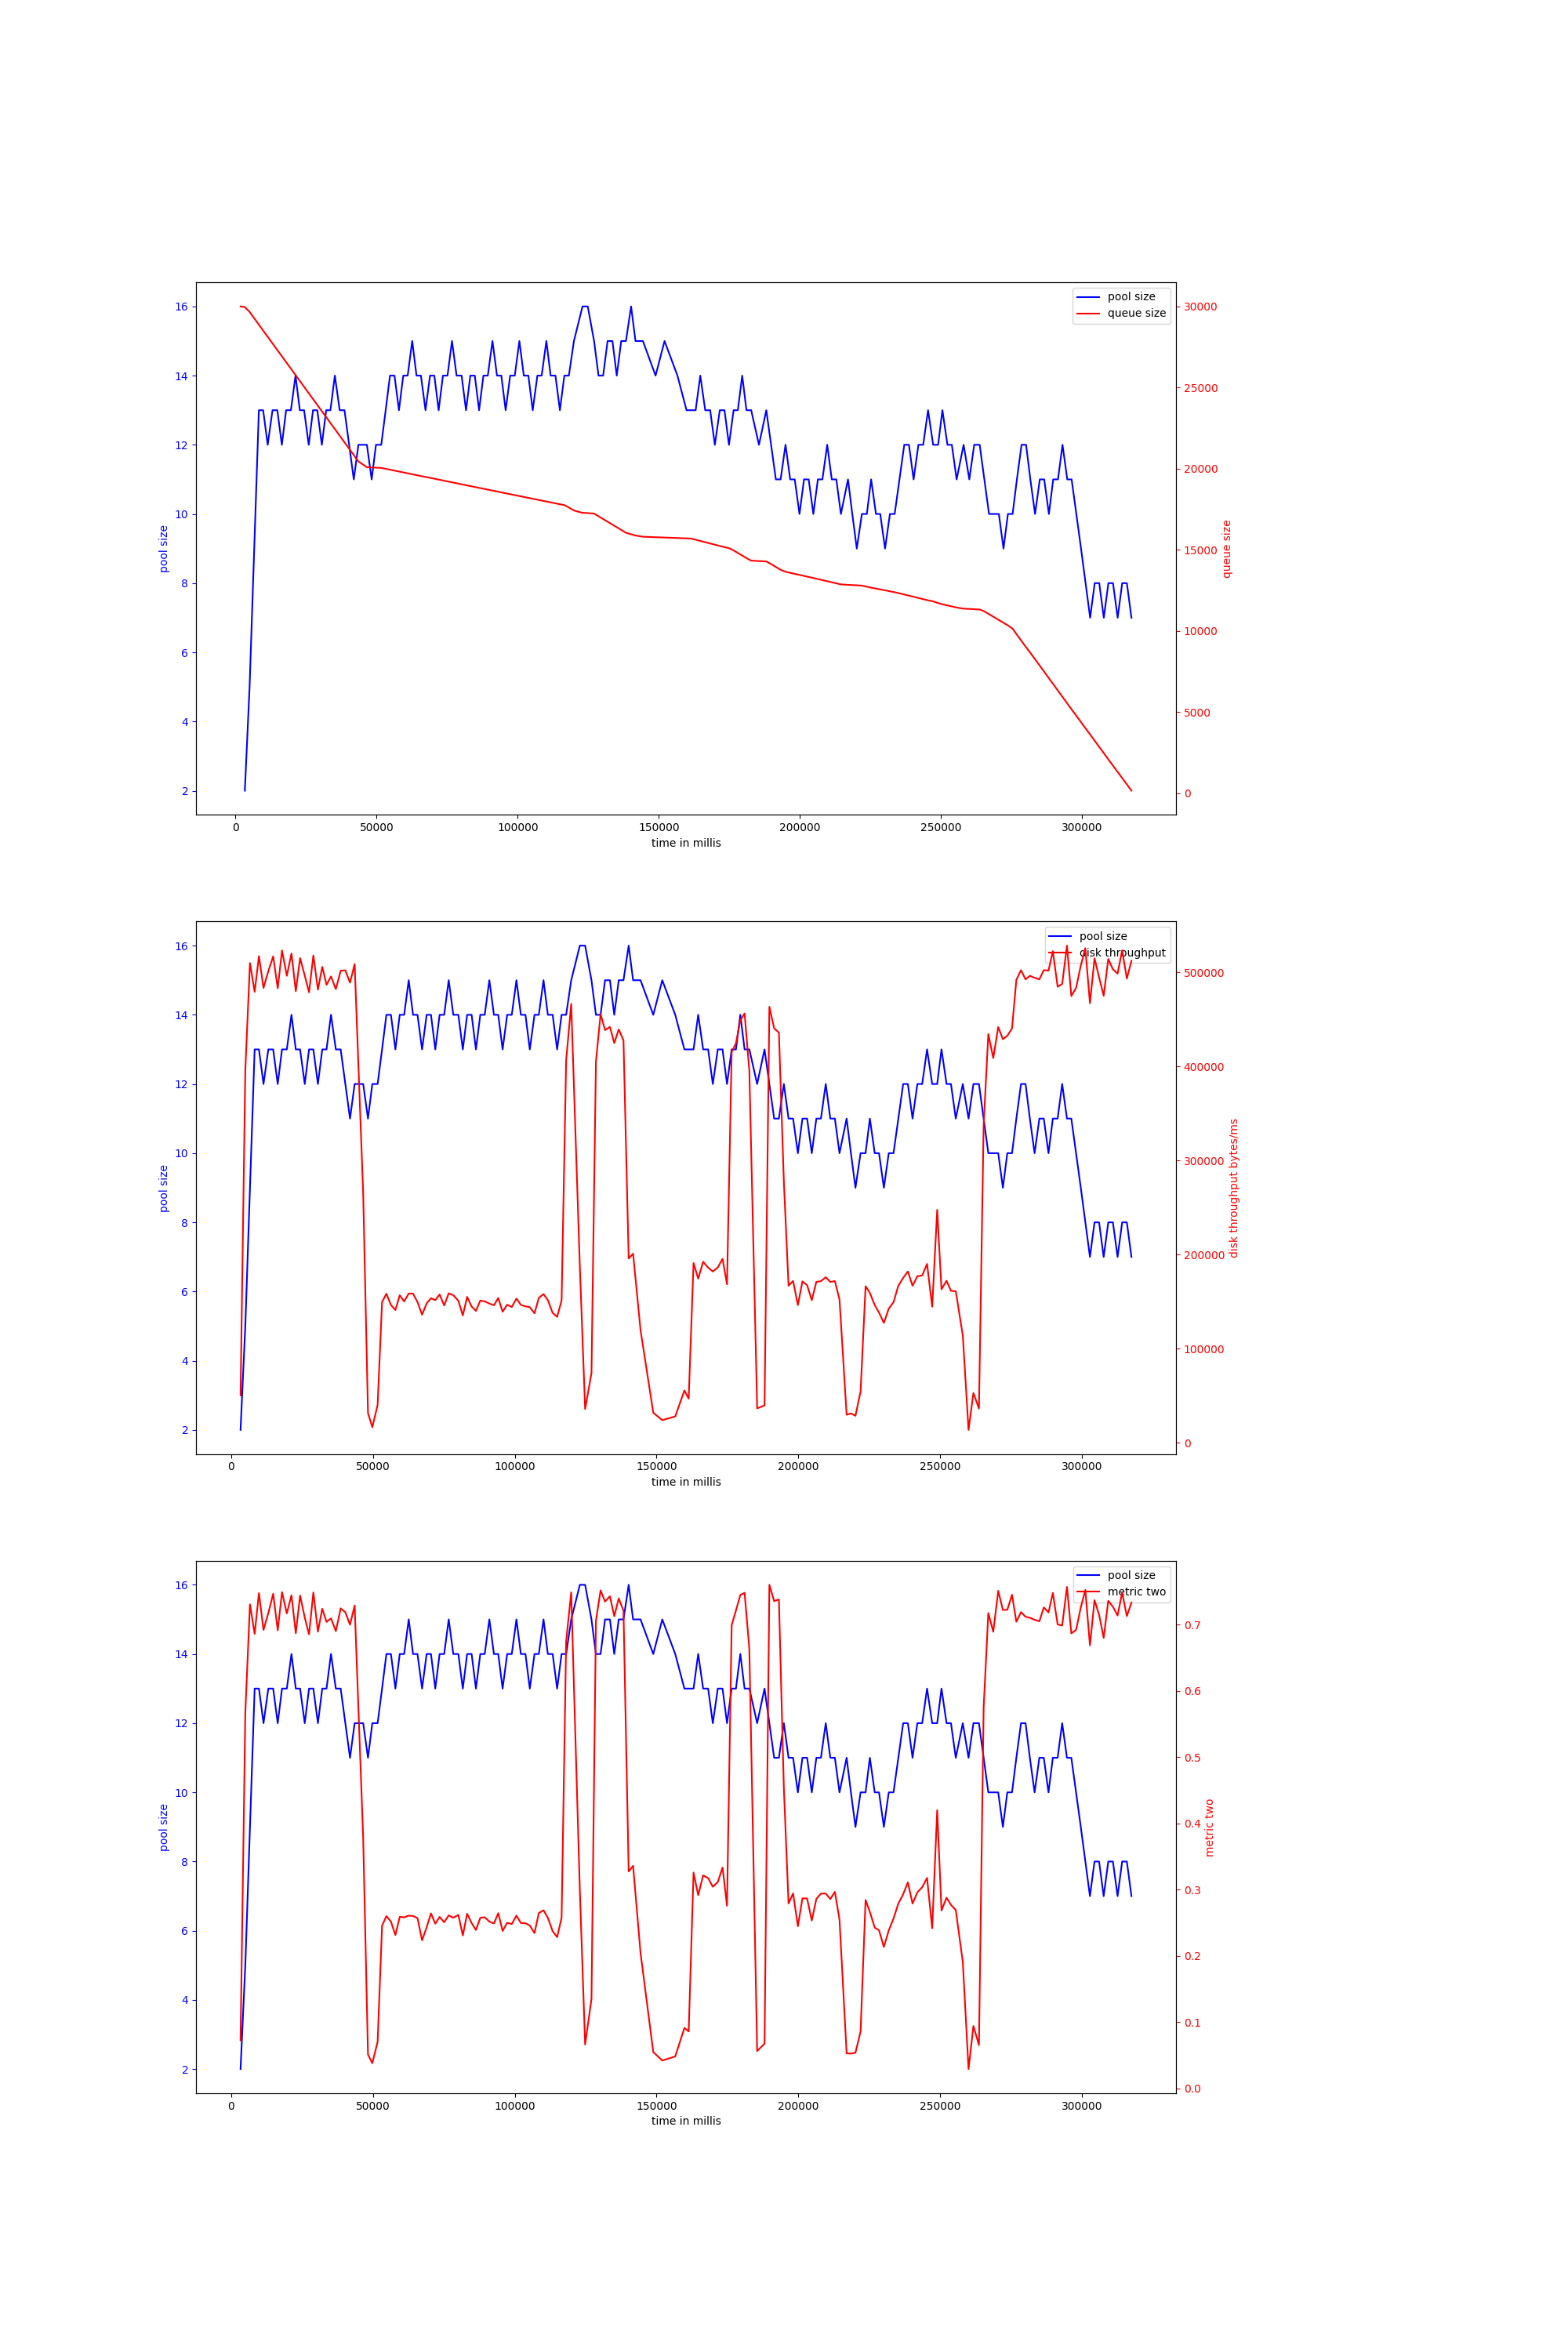 pool size
queue size
16
14
12
10
8
6
4
2
pool size
30000
25000
20000
15000
10000
5000
0
queue size
0 50000 100000 150000 200000 250000 300000
time in millis
pool size
disk throughput
16
14
12
10
8
6
4
2
pool size
500000
400000
300000
200000
100000
0
disk throughput bytes/ms
0 50000 100000 150000 200000 250000 300000
time in millis
pool size
metric two
16
14
12
10
8
6
4
2
pool size
0.7
0.6
0.5
0.4
0.3
0.2
0.1
0.0
metric two
0 50000 100000 150000 200000 250000 300000
time in millis